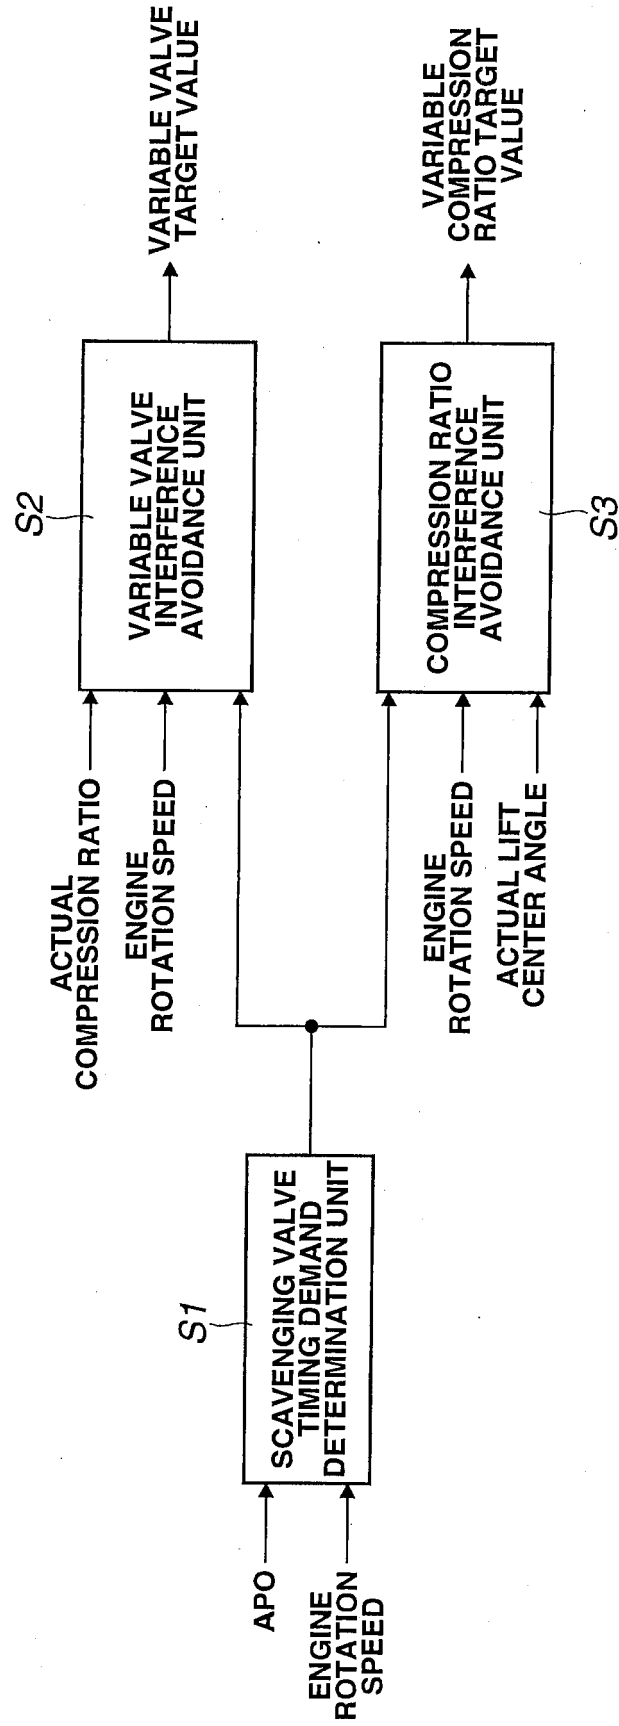 APO
ENGINE
ROTATION
SPEED
S1
SCAVENGING VALVE
TIMING DEMAND
DETERMINATION UNIT
ACTUAL
COMPRESSION RATIO
ENGINE
ROTATION SPEED
S2
VARIABLE VALVE
INTERFERENCE
AVOIDANCE UNIT
VARIABLE VALVE
TARGET VALUE
ENGINE
ROTATION SPEED
ACTUAL LIFT
CENTER ANGLE
COMPRESSION RATIO
INTERFERENCE
AVOIDANCE UNIT
S3
VARIABLE
COMPRESSION
RATIO TARGET
VALUE